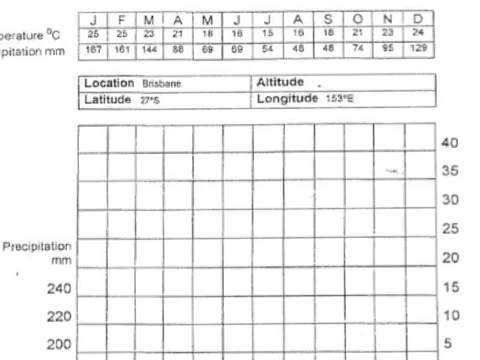 J F M A M J J A S O N D
perature ⁰C 25 25 23 21 18 16 15 16 18 21 23 24
pitation mm 167 161 144 88 69 69 54 48 48 74 95 129
Location Brisbane Altitude
Latitude 27°S Longitude 153°E
40
35
30
25
Precipitation
mm 20
240 15
220 10
200 5